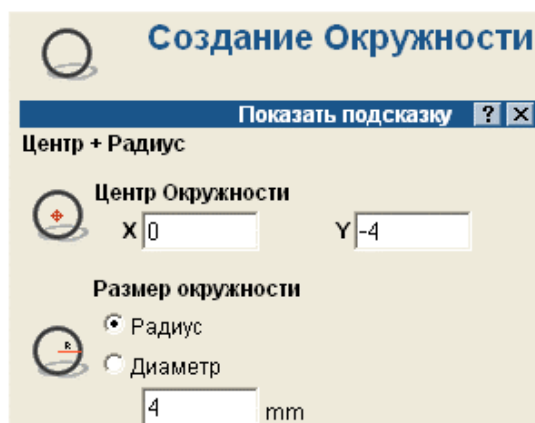 Создание Окружности
Показать подсказку ? ×
Центр + Радиус
Центр Окружности
X 0 Y -4
Размер окружности
R
Радиус
Диаметр
4 mm